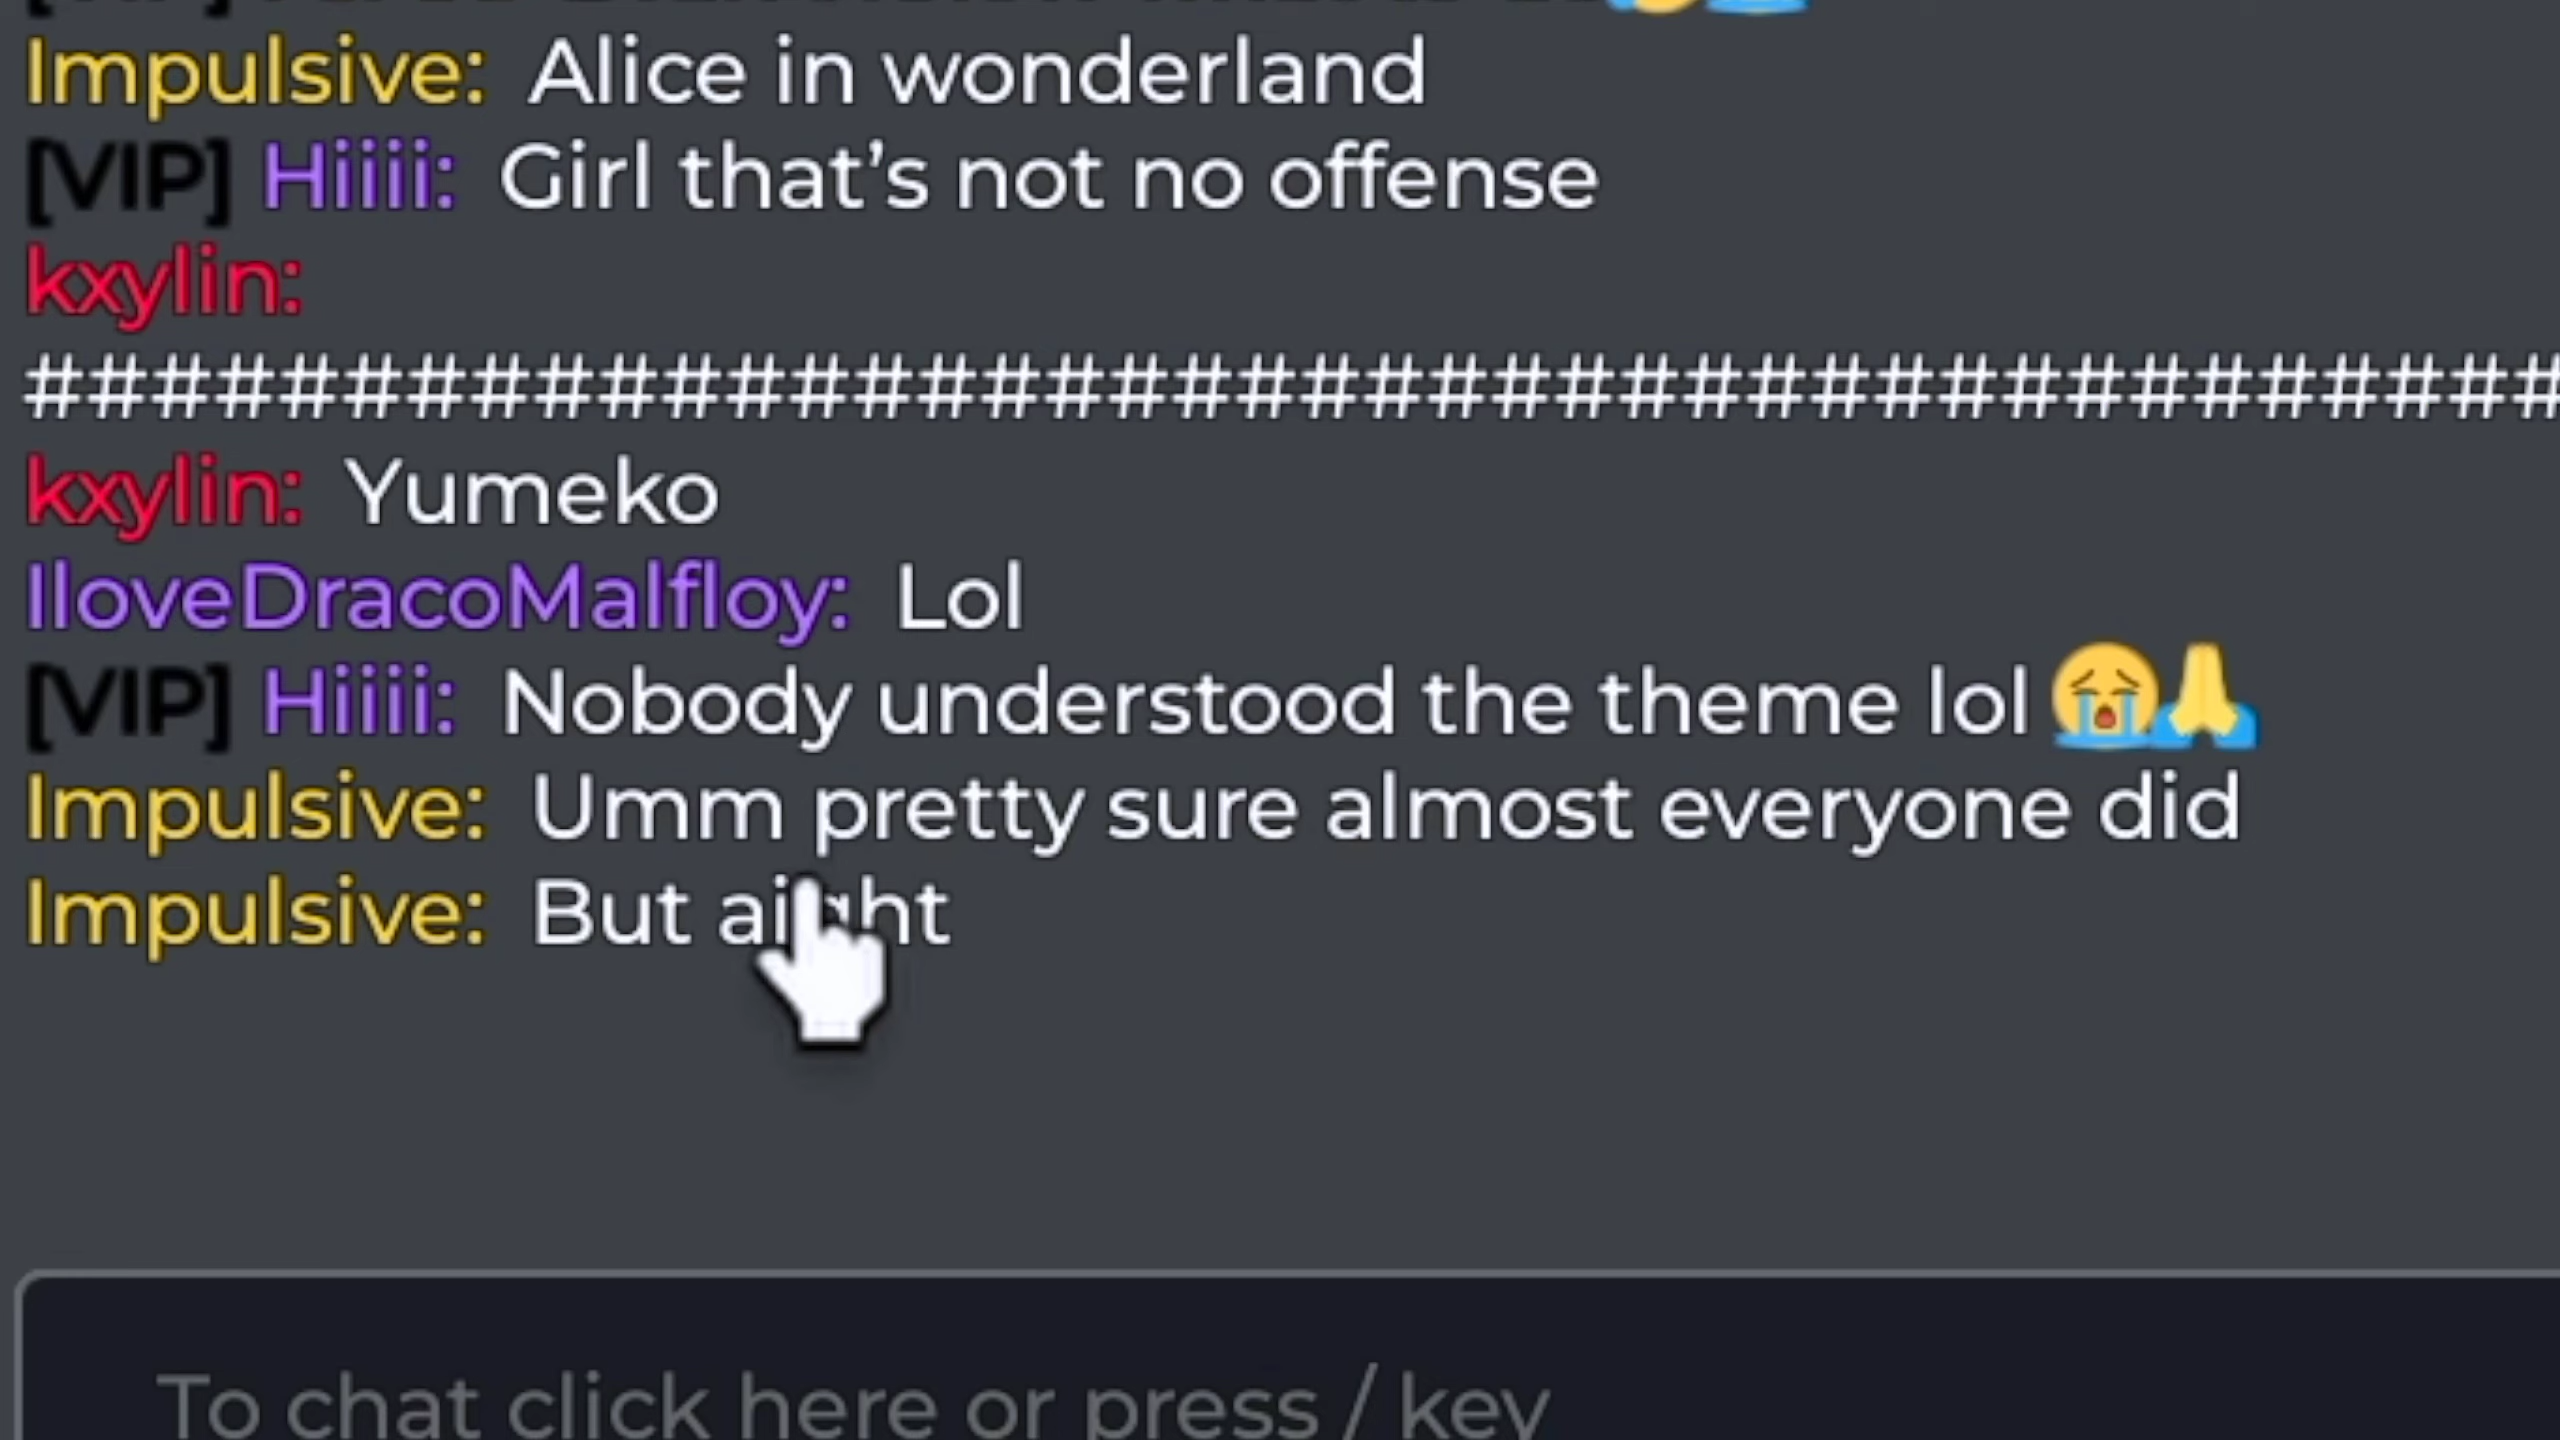 Impulsive: Alice in wonderland
[VIP] Hiiii: Girl that’s not no offense
kxylin:
########################################
kxylin: Yumeko
IloveDracoMalfloy: Lol
[VIP] Hiiii: Nobody understood the theme lol 😭🙏
Impulsive: Umm pretty sure almost everyone did
Impulsive: But aight
To chat click here or press / key